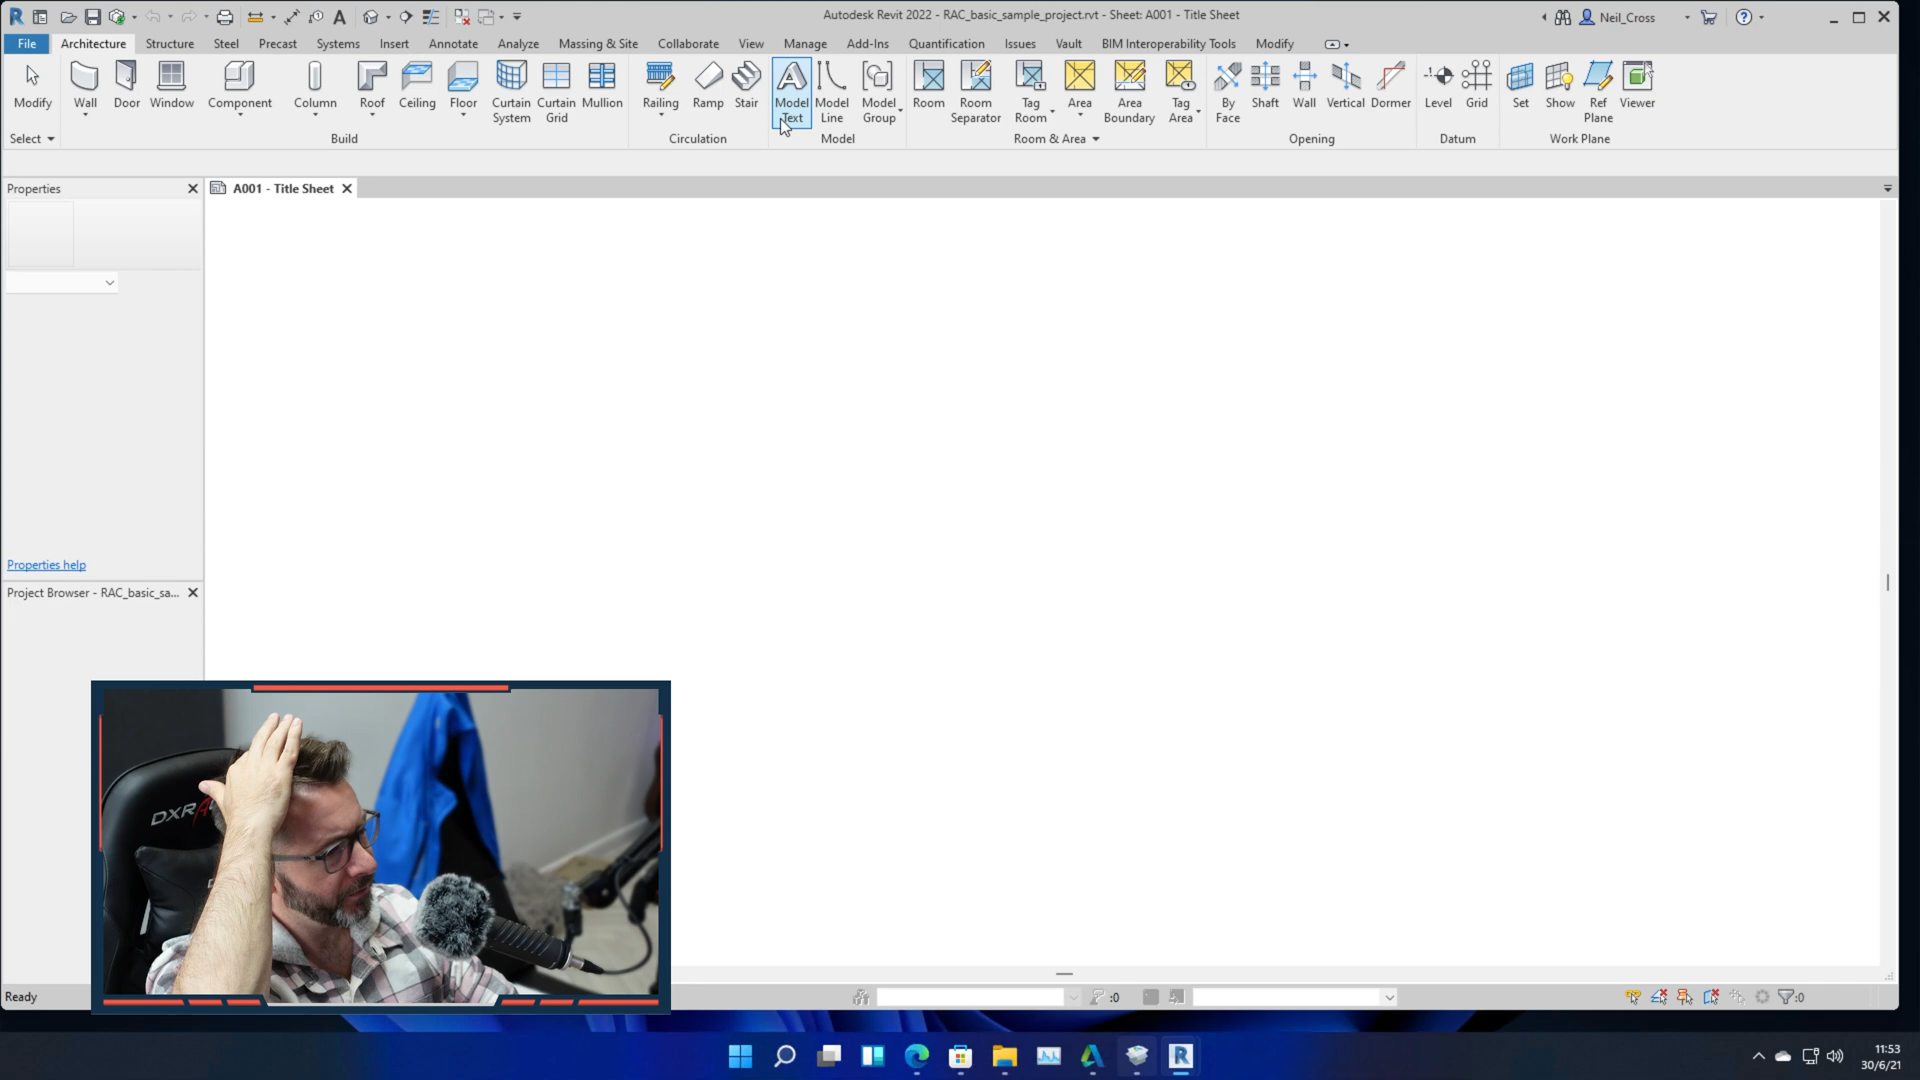 Autodesk Revit 2022 - RAC_basic_sample_project.rvt - Sheet: A001 - Title Sheet
Neil_Cross
File Architecture Structure Steel Precast Systems Insert Annotate Analyze Massing & Site Collaborate View Manage Add-Ins Quantification Issues Vault BIM Interoperability Tools Modify
Modify Wall Door Window Component Column Roof Ceiling Floor Curtain System Curtain Grid Mullion Railing Ramp Stair Model Text Model Line Model Group Room Room Separator Tag Room Area Area Boundary Tag Area By Face Shaft Wall Vertical Dormer Level Grid Set Show Ref Plane Viewer
Select Build Circulation Model Room & Area Opening Datum Work Plane
Properties
A001 - Title Sheet
Properties help
Project Browser - RAC_basic_sa...
DXRA
Ready
:0
:0
11:53
30/6/21